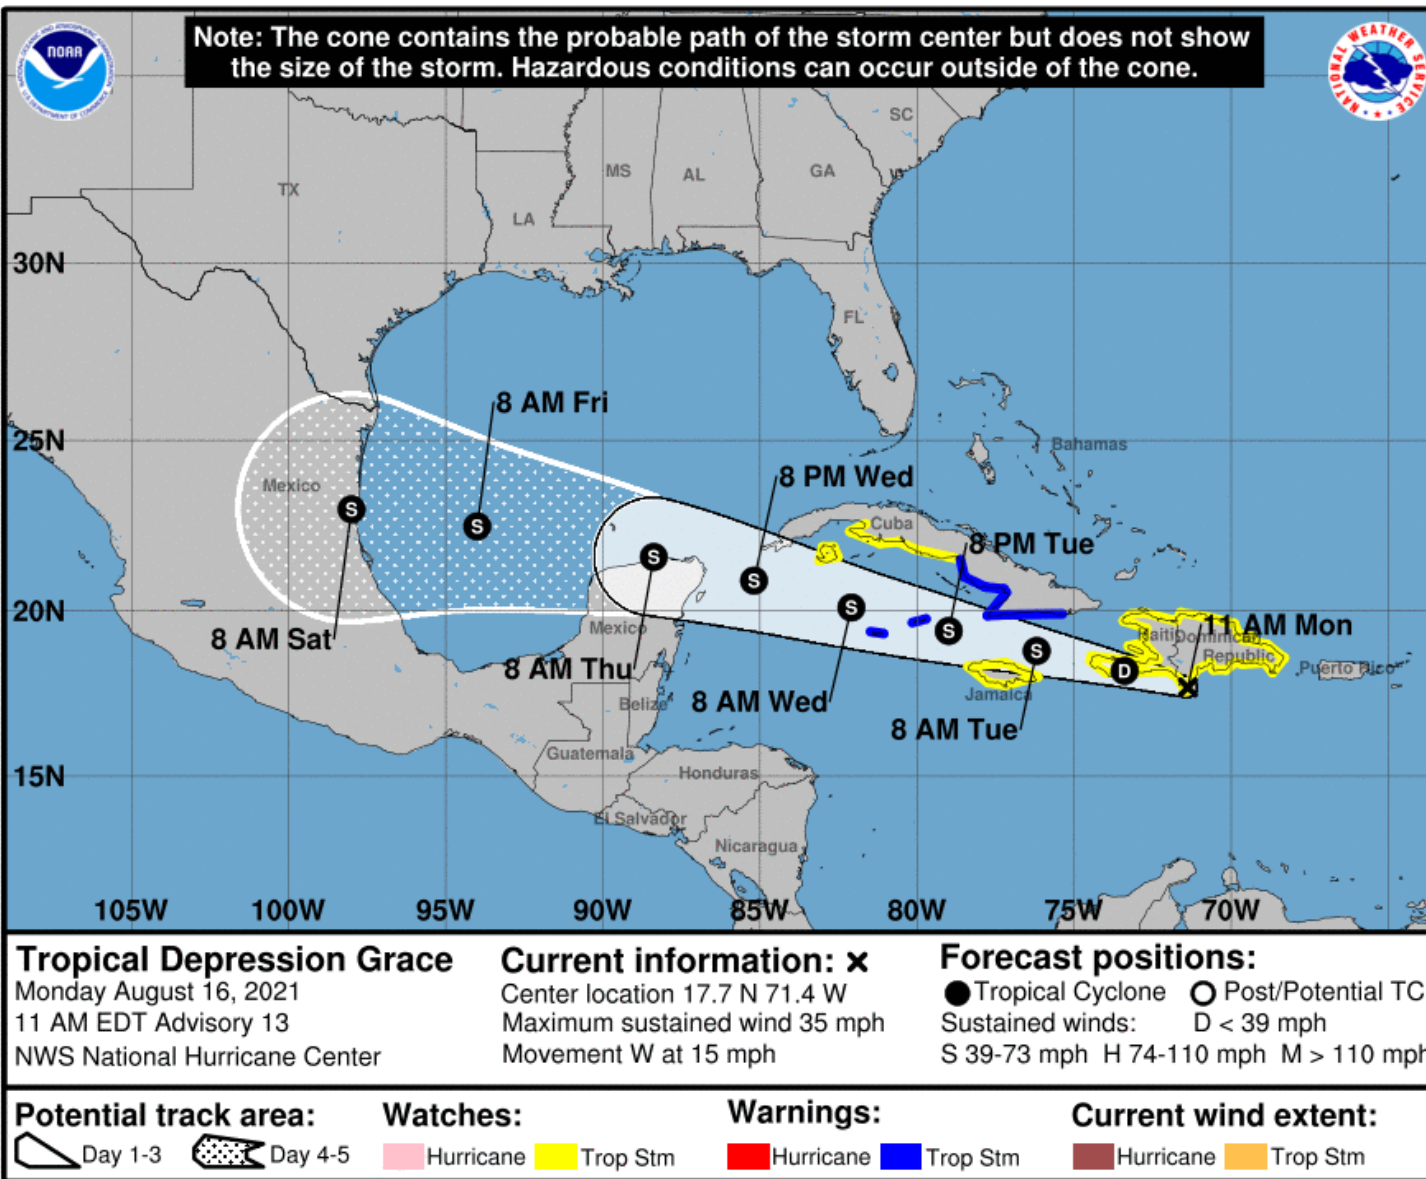 Note: The cone contains the probable path of the storm center but does not show
the size of the storm. Hazardous conditions can occur outside of the cone.
NOAA
NATIONAL WEATHER SERVICE
SC
MS
AL
GA
TX
LA
30N
FL
8 AM Fri
25N
Bahamas
8 PM Wed
Mexico
S
S
Cuba
8 PM Tue
S
S
20N
S
11 AM Mon
Mexico
S
8 AM Sat
Haiti
Dominican
Republic
S
8 AM Thu
D
Puerto Rico
Jamaica
8 AM Wed
Belize
8 AM Tue
Guatemala
15N
Honduras
El Salvador
Nicaragua
105W 100W 95W 90W 85W 80W 75W 70W
Tropical Depression Grace
Monday August 16, 2021
11 AM EDT Advisory 13
NWS National Hurricane Center
Current information: x
Center location 17.7 N 71.4 W
Maximum sustained wind 35 mph
Movement W at 15 mph
Forecast positions:
Tropical Cyclone Post/Potential TC
Sustained winds: D < 39 mph
S 39-73 mph H 74-110 mph M > 110 mph
Potential track area:
Day 1-3 Day 4-5
Watches:
Hurricane Trop Stm
Warnings:
Hurricane Trop Stm
Current wind extent:
Hurricane Trop Stm